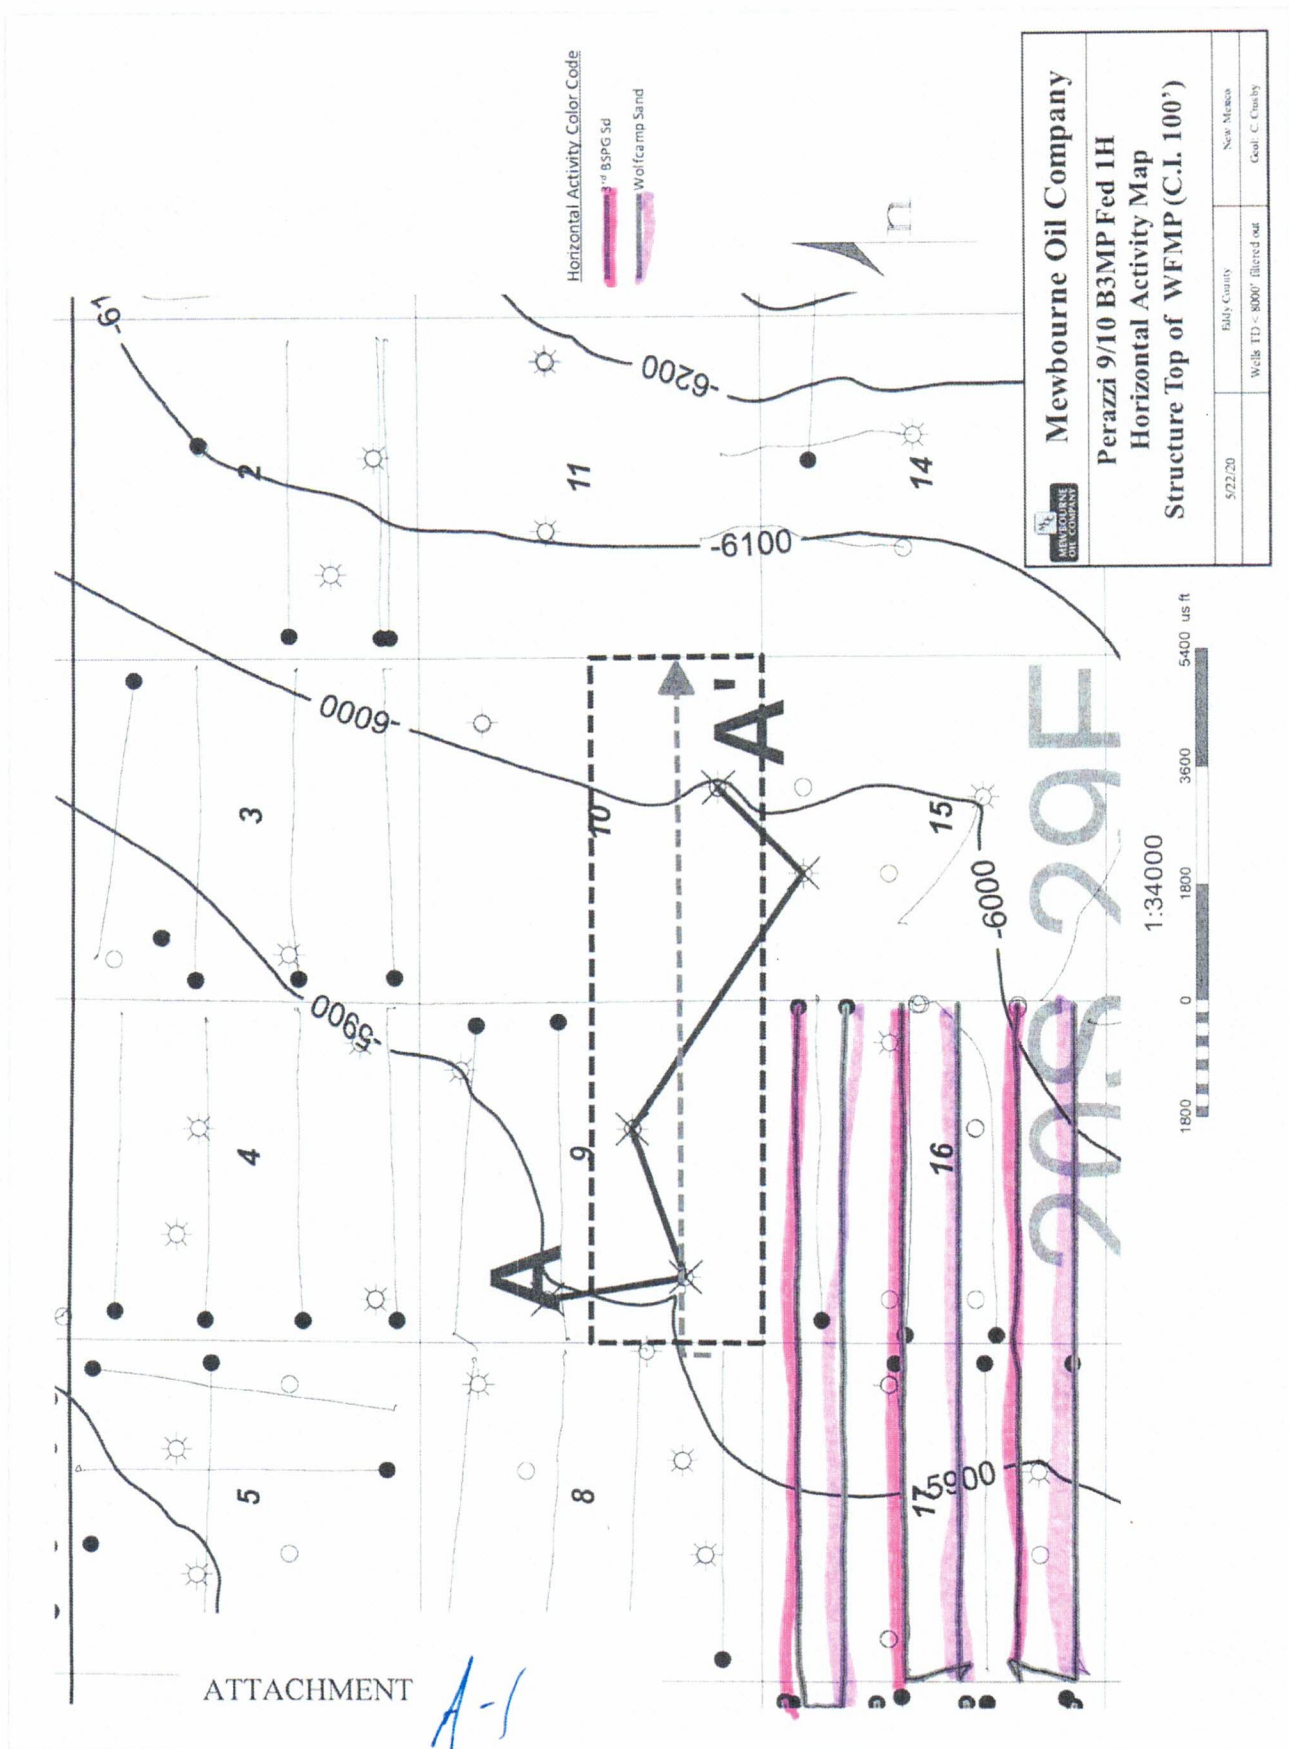 Horizontal Activity Color Code
3rd BSPG Sd
Wolfcamp Sand
n
MEWBOURNE
OIL COMPANY
Mewbourne Oil Company
Perazzi 9/10 B3MP Fed 1H
Horizontal Activity Map
Structure Top of WFMP (C.I. 100')
5/22/20
Eddy County
New Mexico
Wells TD < 8000' filtered out
Geol: C. Crosby
5
4
3
2
-5900
-6000
-6200
8
9
10
11
A
A'
-6100
17
16
15
14
-5900
-6000
20S 29E
1:34000
1800
0
1800
3600
5400 us ft
ATTACHMENT
A-1